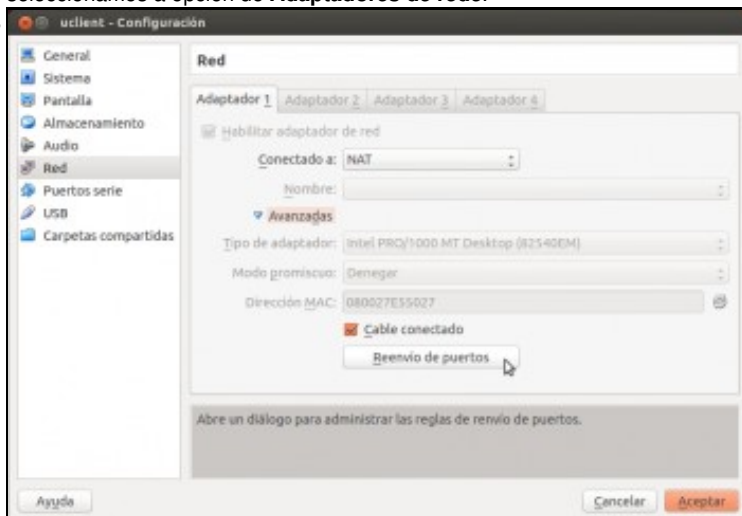 seleccionamos a opción de Adaptadores de rede.
uclient - Configuración
General
Sistema
Pantalla
Almacenamiento
Audio
Red
Puertos serie
USB
Carpetas compartidas
Red
Adaptador 1 Adaptador 2 Adaptador 3 Adaptador 4
Habilitar adaptador de red
Conectado a: NAT
Nombre:
Avanzadas
Tipo de adaptador: Intel PRO/1000 MT Desktop (82540EM)
Modo promiscuo: Denegar
Dirección MAC: 080027E55027
Cable conectado
Reenvío de puertos
Abre un diálogo para administrar las reglas de renvío de puertos.
Ayuda
Cancelar
Aceptar